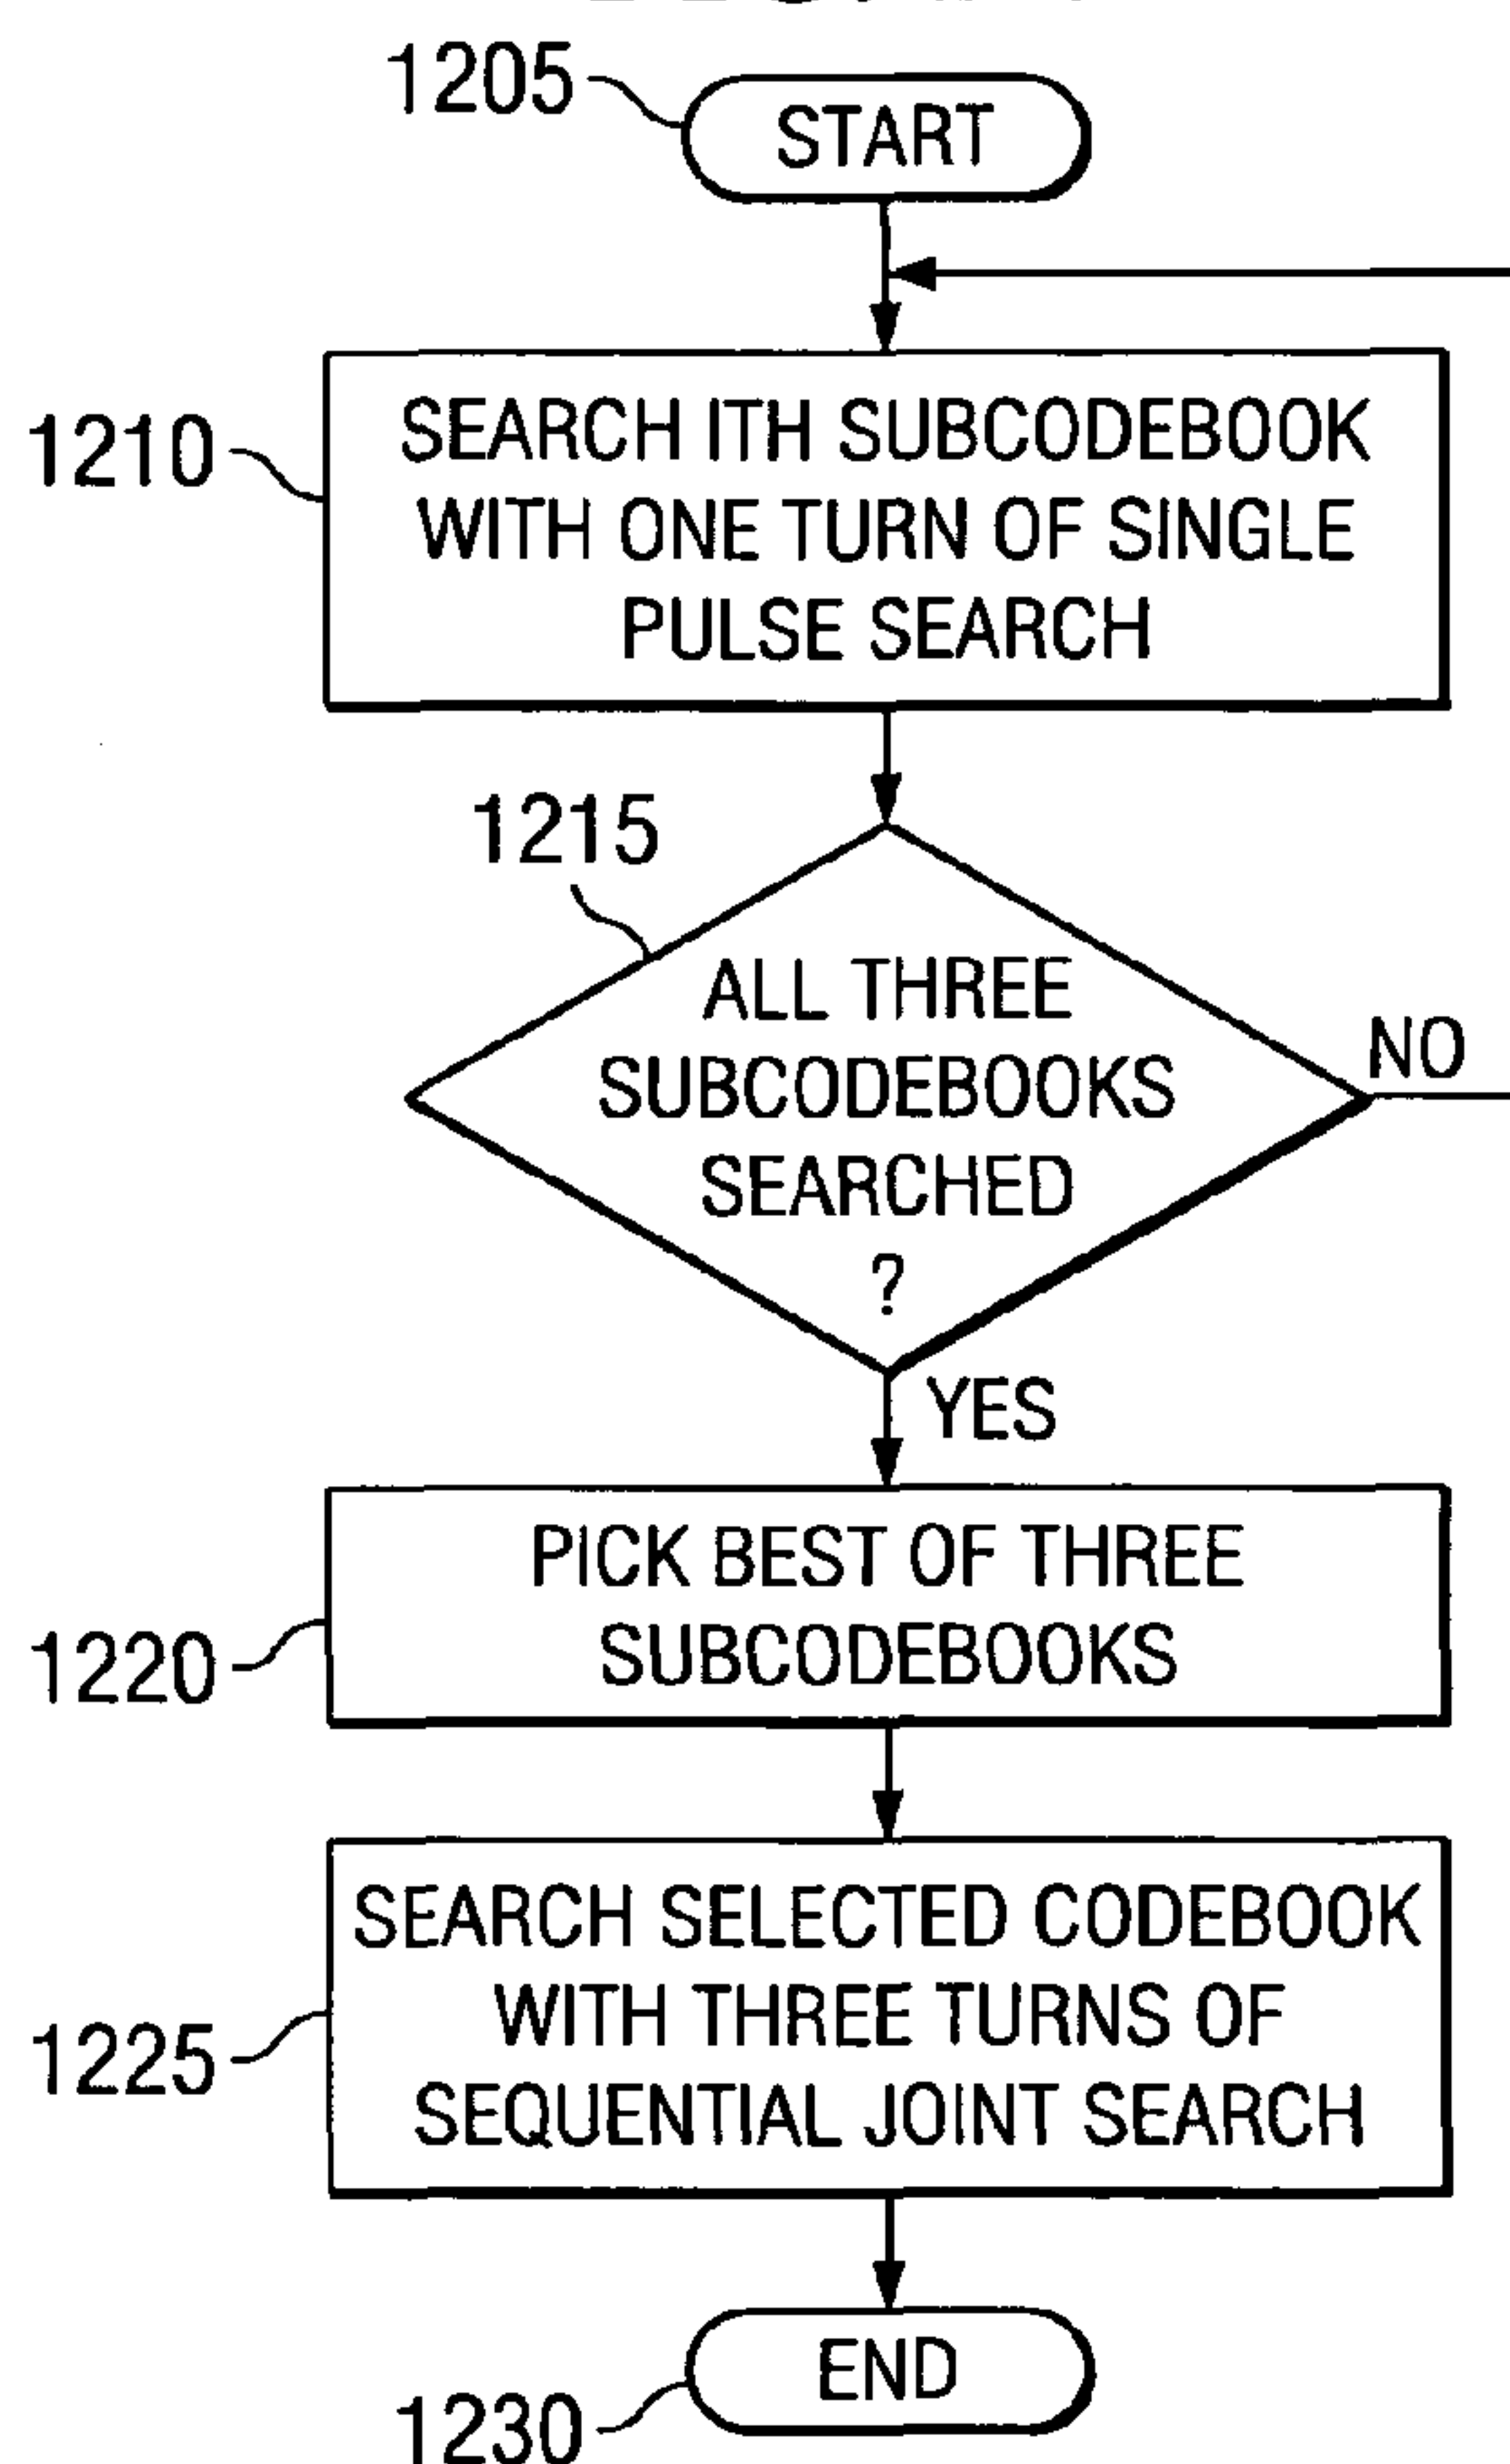 1205
START
1210
SEARCH ITH SUBCODEBOOK
WITH ONE TURN OF SINGLE
PULSE SEARCH
1215
ALL THREE
SUBCODEBOOKS
SEARCHED
?
NO
YES
PICK BEST OF THREE
SUBCODEBOOKS
1220
SEARCH SELECTED CODEBOOK
WITH THREE TURNS OF
SEQUENTIAL JOINT SEARCH
1225
END
1230